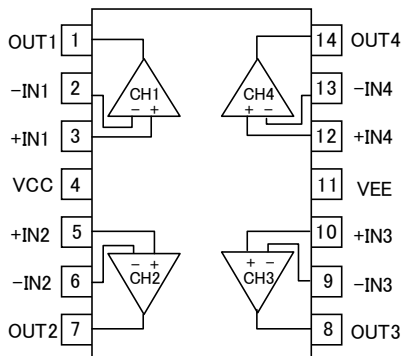 OUT1 1 14 OUT4
-IN1 2 CH1 CH4 13 -IN4
- + + -
+IN1 3 12 +IN4
VCC 4 11 VEE
+IN2 5 10 +IN3
- + + -
-IN2 6 CH2 CH3 9 -IN3
OUT2 7 8 OUT3